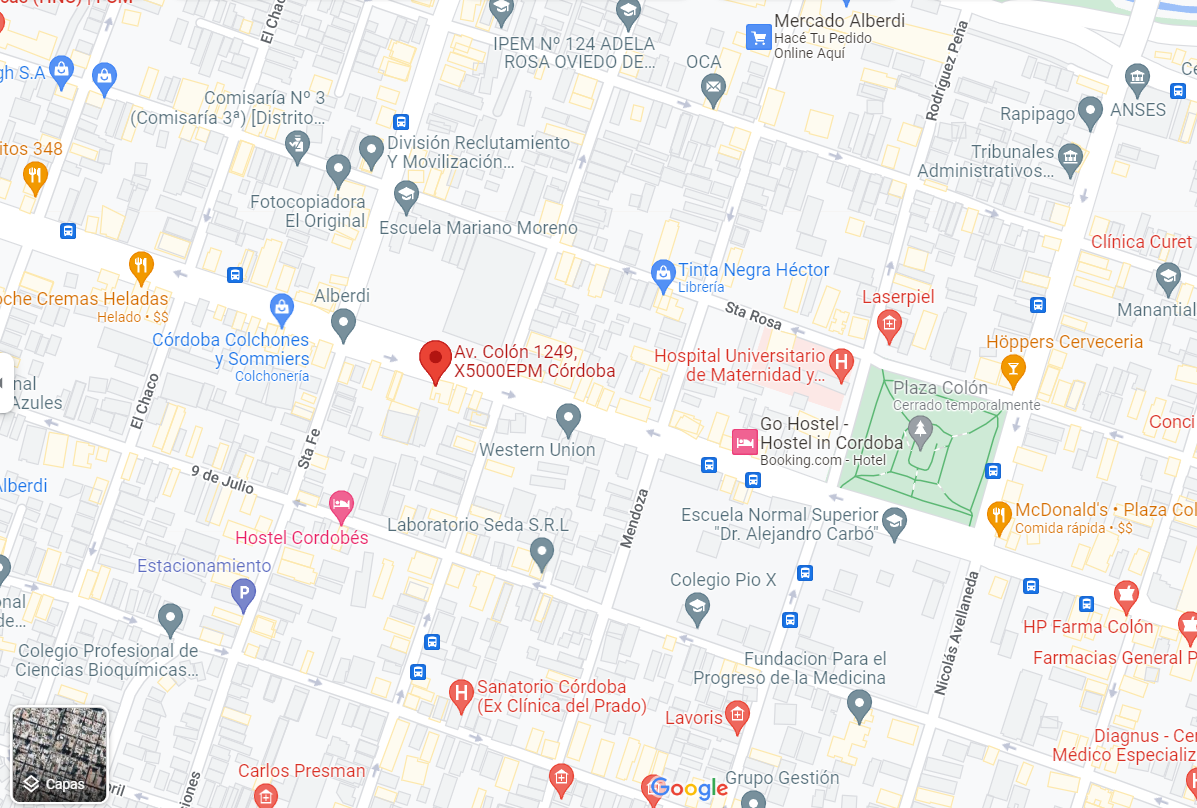 El Chaco
IPEM Nº 124 ADELA
ROSA OVIEDO DE...
OCA
Mercado Alberdi
Hacé Tu Pedido
Online Aquí
Rodríguez Peña
gh S.A
Comisaría Nº 3
(Comisaría 3ª) [Distrito...
Rapipago
ANSES
División Reclutamiento
Y Movilización...
Tribunales
Administrativos...
itos 348
Fotocopiadora
El Original
Escuela Mariano Moreno
Clínica Curet
Tinta Negra Héctor
Librería
oche Cremas Heladas
Helado • $$
Alberdi
Laserpiel
Manantial
Sta Rosa
Córdoba Colchones
y Sommiers
Colchonería
Höppers Cerveceria
Av. Colón 1249,
X5000EPM Córdoba
Hospital Universitario
de Maternidad y...
Plaza Colón
Cerrado temporalmente
nal
Azules
El Chaco
Sta Fe
Go Hostel -
Hostel in Cordoba
Booking.com - Hotel
Conci
Western Union
9 de Julio
Alberdi
Mendoza
Hostel Cordobés
Laboratorio Seda S.R.L
Escuela Normal Superior
"Dr. Alejandro Carbó"
McDonald's • Plaza Col
Comida rápida • $$
Estacionamiento
Colegio Pio X
Nicolás Avellaneda
onal
de...
Colegio Profesional de
Ciencias Bioquímicas...
HP Farma Colón
Farmacias General P
Fundacion Para el
Progreso de la Medicina
Sanatorio Córdoba
(Ex Clínica del Prado)
Lavoris
Diagnus - Cen
Médico Especializ
Carlos Presman
Grupo Gestión
Capas
bril
ciones
Google